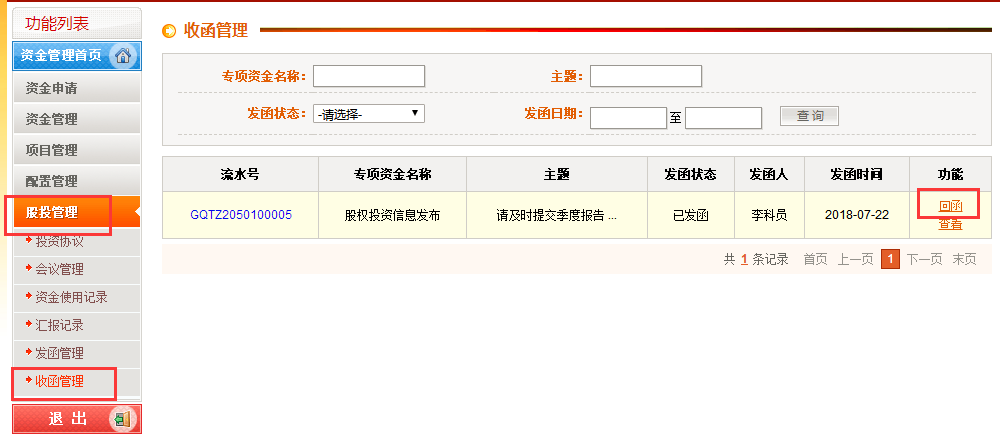 功能列表
资金管理首页
资金申请
资金管理
项目管理
配置管理
股投管理
投资协议
会议管理
资金使用记录
汇报记录
发函管理
收函管理
退 出
收函管理
专项资金名称： 主题：
发函状态： -请选择- 发函日期： 至 查 询
流水号 专项资金名称 主题 发函状态 发函人 发函时间 功能
GQTZ2050100005 股权投资信息发布 请及时提交季度报告 ... 已发函 李科员 2018-07-22 回函
查看
共 1 条记录 首页 上一页 1 下一页 末页